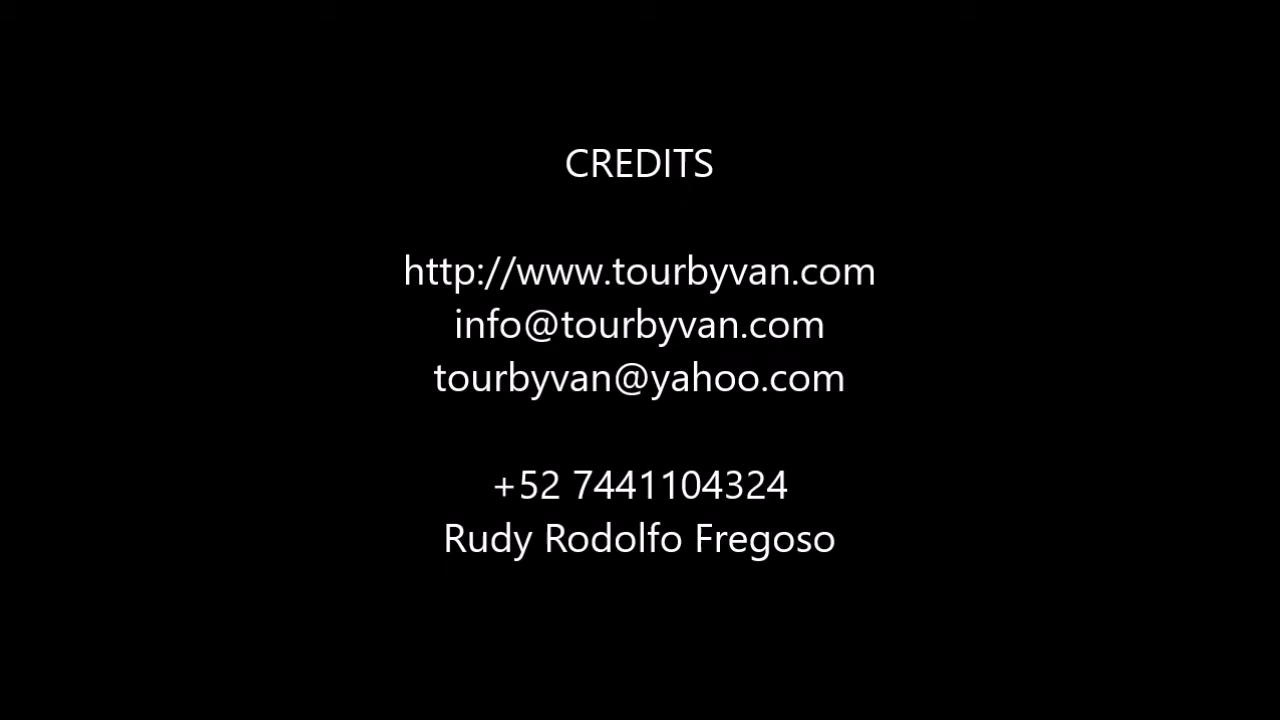 CREDITS
http://www.tourbyvan.com
info@tourbyvan.com
tourbyvan@yahoo.com
+52 7441104324
Rudy Rodolfo Fregoso